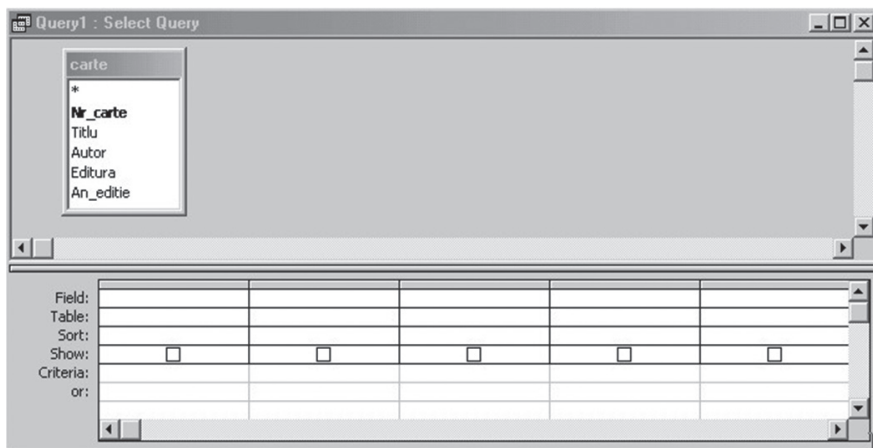 Query1 : Select Query
carte
*
Nr_carte
Titlu
Autor
Editura
An_editie
Field:
Table:
Sort:
Show:
Criteria:
or: